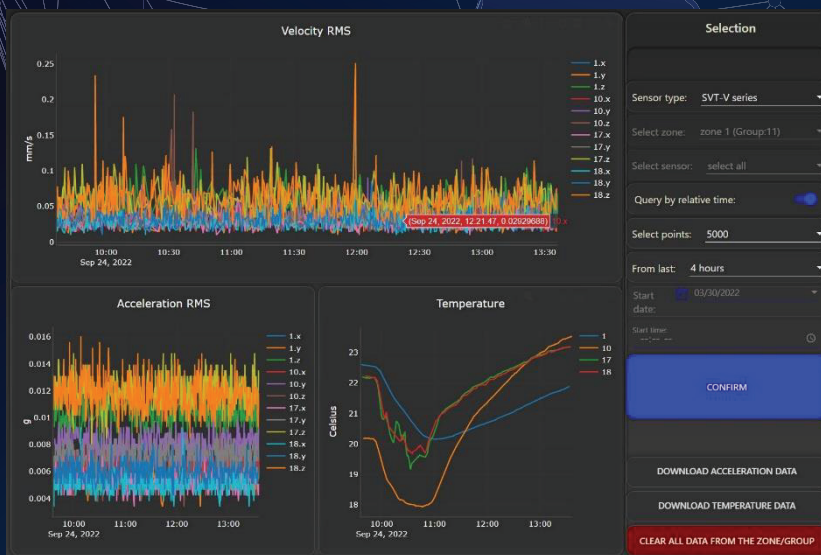 Velocity RMS
0.25
0.2
0.15
0.1
0.05
0
mm/s
10:00
10:30
11:00
11:30
12:00
12:30
13:00
13:30
Sep 24, 2022
(Sep 24, 2022, 12:21:47, 0.02929688) 10.x
1.x
1.y
1.z
10.x
10.y
10.z
17.x
17.y
17.z
18.x
18.y
18.z
Acceleration RMS
0.016
0.014
0.012
0.01
0.008
0.006
0.004
g
10:00
11:00
12:00
13:00
Sep 24, 2022
1.x
1.y
1.z
10.x
10.y
10.z
17.x
17.y
17.z
18.x
18.y
18.z
Temperature
23
22
21
20
19
18
Celsius
10:00
11:00
12:00
13:00
Sep 24, 2022
1
10
17
18
Selection
Sensor type: SVT-V series
Select zone: zone 1 (Group:11)
Select sensor: select all
Query by relative time:
Select points: 5000
From last: 4 hours
Start date: 03/30/2022
Start time:
--:-- --
CONFIRM
DOWNLOAD ACCELERATION DATA
DOWNLOAD TEMPERATURE DATA
CLEAR ALL DATA FROM THE ZONE/GROUP